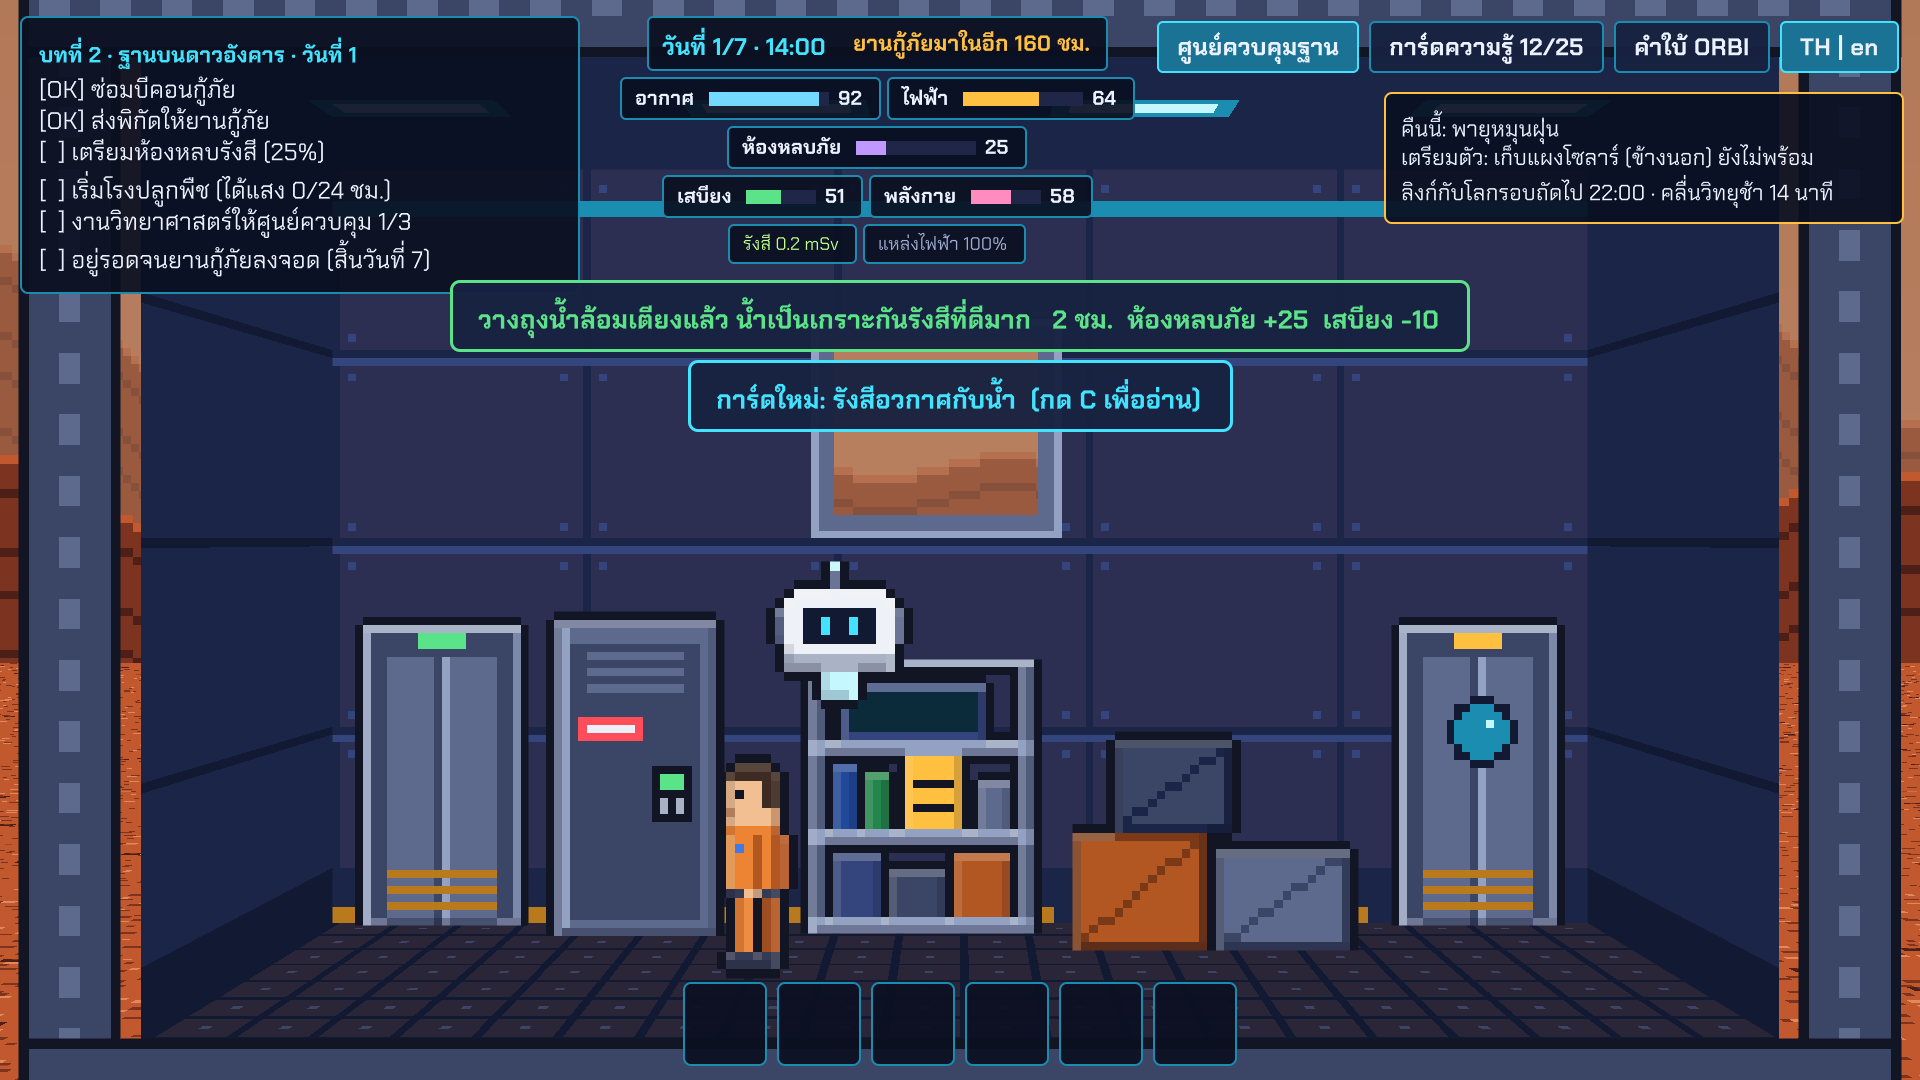 บทที่ 2 · ฐานบนดาวอังคาร · วันที่ 1
[OK] ซ่อมบีคอนกู้ภัย
[OK] ส่งพิกัดให้ยานกู้ภัย
[ ] เตรียมห้องหลบรังสี (25%)
[ ] เริ่มโรงปลูกพืช (ได้แสง 0/24 ชม.)
[ ] งานวิทยาศาสตร์ให้ศูนย์ควบคุม 1/3
[ ] อยู่รอดจนยานกู้ภัยลงจอด (สิ้นวันที่ 7)
วันที่ 1/7 · 14:00 ยานกู้ภัยมาในอีก 160 ชม.
อากาศ 92 ไฟฟ้า 64
ห้องหลบภัย 25
เสบียง 51 พลังกาย 58
รังสี 0.2 mSv แหล่งไฟฟ้า 100%
ศูนย์ควบคุมฐาน การ์ดความรู้ 12/25 คำใบ้ ORBI TH | en
คืนนี้: พายุหมุนฝุ่น
เตรียมตัว: เก็บแผงโซลาร์ (ข้างนอก) ยังไม่พร้อม
ลิงก์กับโลกรอบถัดไป 22:00 · คลื่นวิทยุช้า 14 นาที
วางถุงน้ำล้อมเตียงแล้ว น้ำเป็นเกราะกันรังสีที่ดีมาก 2 ชม. ห้องหลบภัย +25 เสบียง -10
การ์ดใหม่: รังสีอวกาศกับน้ำ (กด C เพื่ออ่าน)